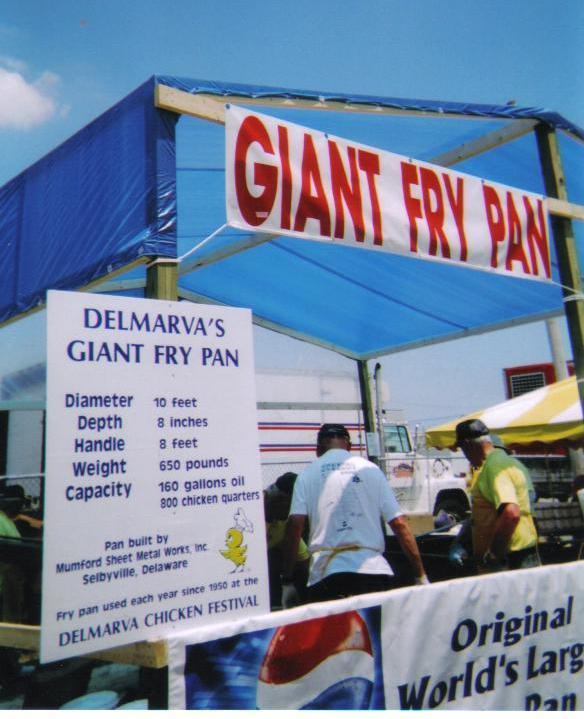 GIANT FRY PAN
DELMARVA'S
GIANT FRY PAN
Diameter 10 feet
Depth 8 inches
Handle 8 feet
Weight 650 pounds
Capacity 160 gallons oil
800 chicken quarters
Pan built by
Mumford Sheet Metal Works, Inc.
Selbyville, Delaware
Fry pan used each year since 1950 at the
DELMARVA CHICKEN FESTIVAL
Original
World's Larg
Pan